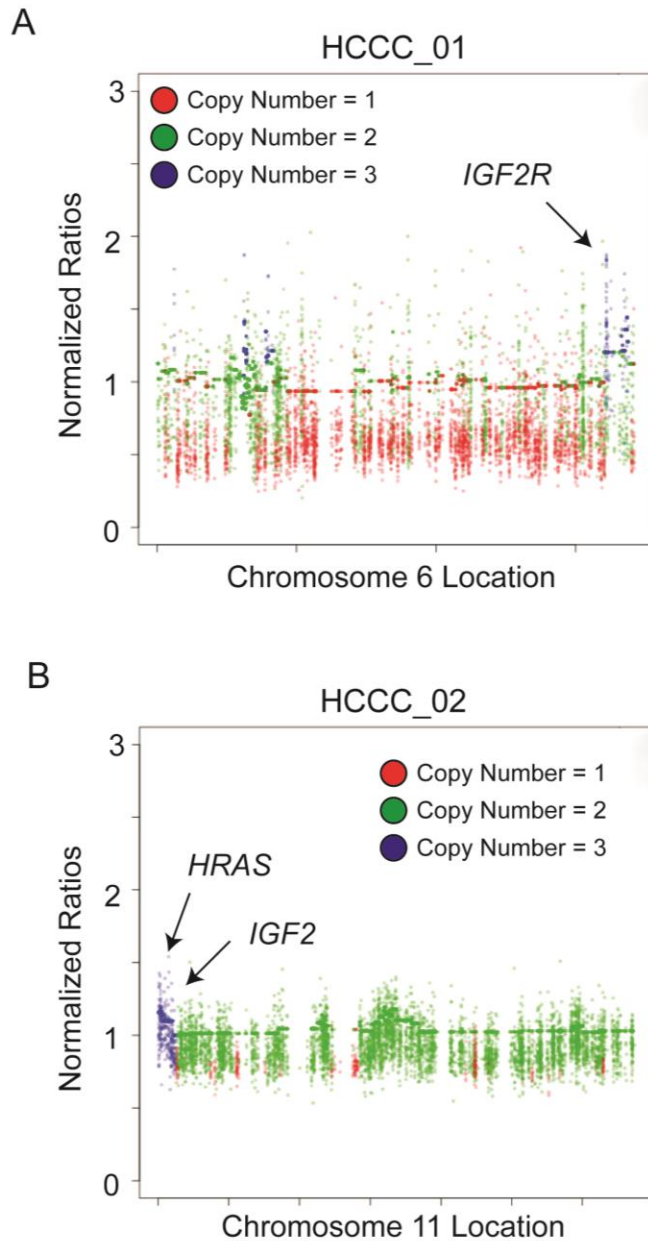 A
HCCC_01
3
2
1
0
Normalized Ratios
Copy Number = 1
Copy Number = 2
Copy Number = 3
IGF2R
Chromosome 6 Location
B
HCCC_02
3
2
1
0
Normalized Ratios
Copy Number = 1
Copy Number = 2
Copy Number = 3
HRAS
IGF2
Chromosome 11 Location